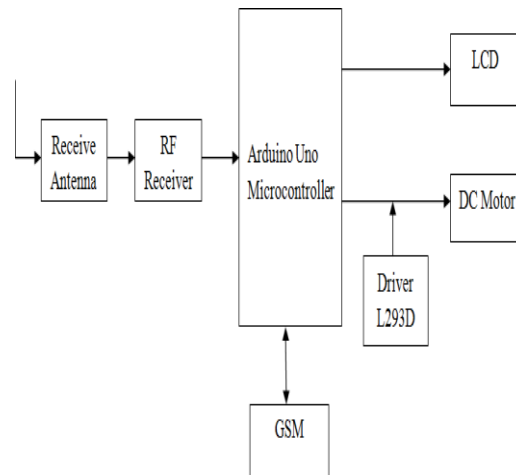 LCD
Receive
Antenna
RF
Receiver
Arduino Uno
Microcontroller
DC Motor
Driver
L293D
GSM